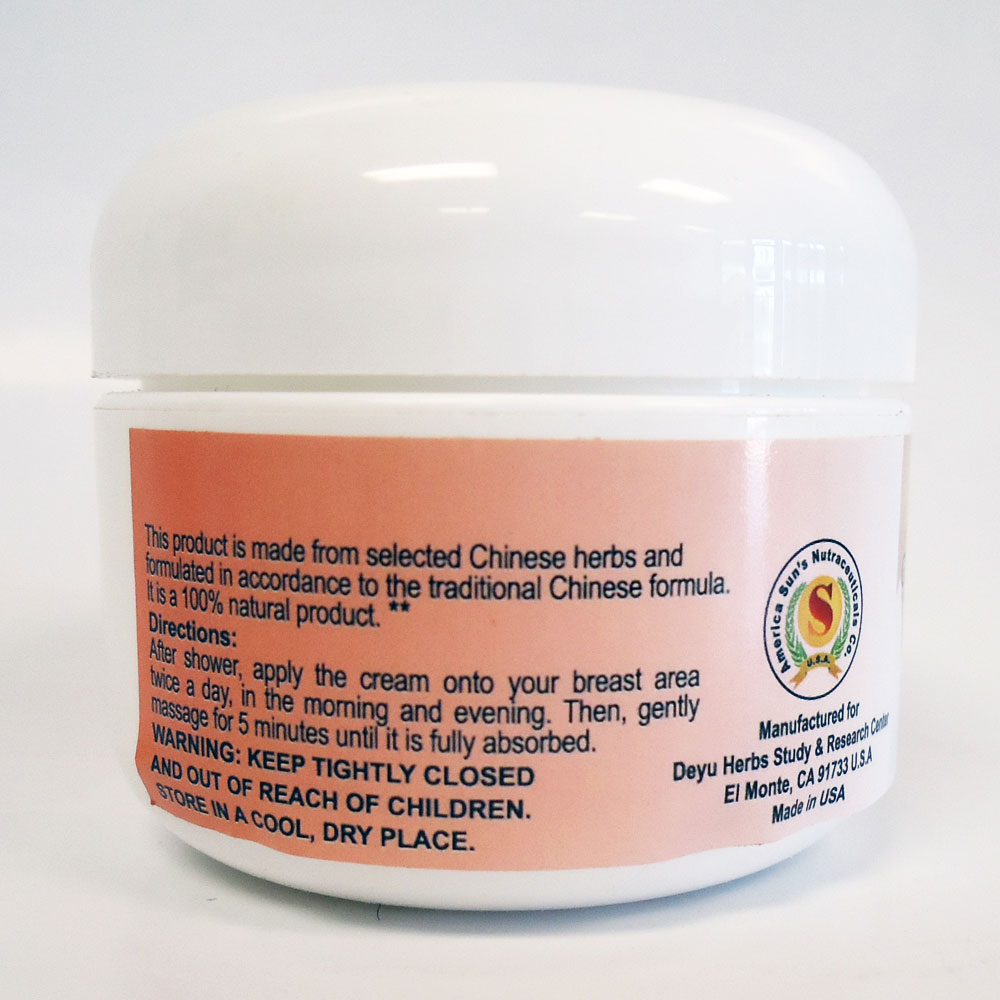 This product is made from selected Chinese herbs and
formulated in accordance to the traditional Chinese formula.
It is a 100% natural product. **
Directions:
After shower, apply the cream onto your breast area
twice a day, in the morning and evening. Then, gently
massage for 5 minutes until it is fully absorbed.
WARNING: KEEP TIGHTLY CLOSED
AND OUT OF REACH OF CHILDREN.
STORE IN A COOL, DRY PLACE.
America Sun's Nutraceuticals Co.
S
U.S.A.
Manufactured for
Deyu Herbs Study & Research Center
El Monte, CA 91733 U.S.A
Made in USA